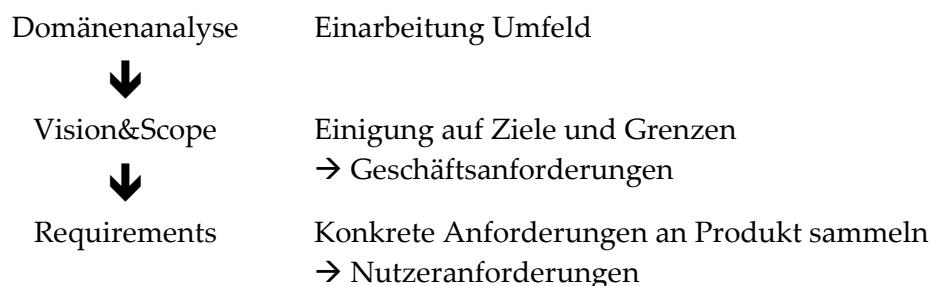 Domänenanalyse Einarbeitung Umfeld
Vision&Scope Einigung auf Ziele und Grenzen
→ Geschäftsanforderungen
Requirements Konkrete Anforderungen an Produkt sammeln
→ Nutzeranforderungen